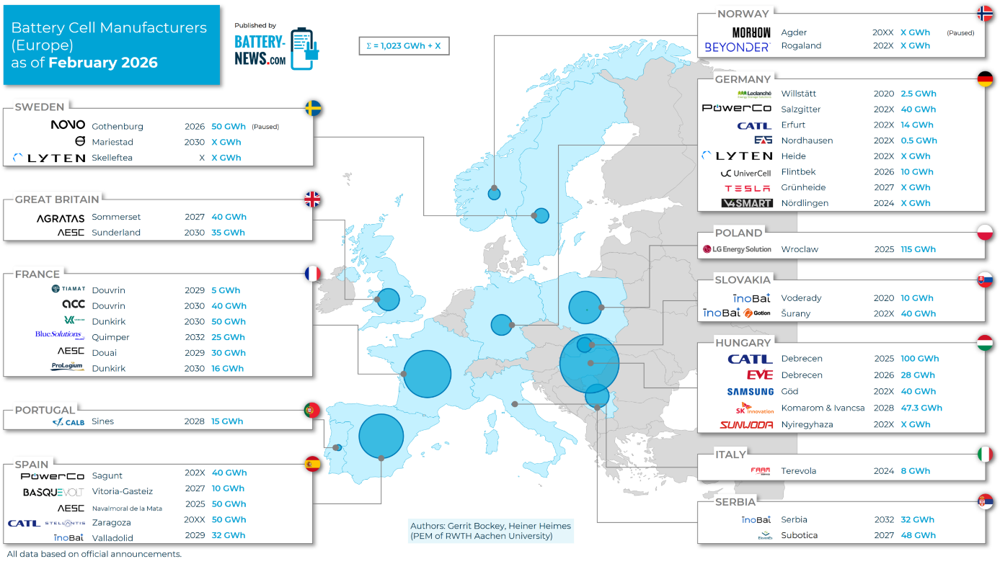 Battery Cell Manufacturers
(Europe)
as of February 2026
Published by
BATTERY-
NEWS.COM
Σ = 1,023 GWh + X
SWEDEN
NOVO Gothenburg 2026 50 GWh (Paused)
Mariestad 2030 X GWh
LYTEN Skelleftea X X GWh
GREAT BRITAIN
AGRATAS Sommerset 2027 40 GWh
AESC Sunderland 2030 35 GWh
FRANCE
TIAMAT Douvrin 2029 5 GWh
acc Douvrin 2030 40 GWh
VERKOR Dunkirk 2030 50 GWh
BlueSolutions Quimper 2032 25 GWh
AESC Douai 2029 30 GWh
ProLogium Dunkirk 2030 16 GWh
PORTUGAL
CALB Sines 2028 15 GWh
SPAIN
PowerCo Sagunt 202X 40 GWh
BASQUEVOLT Vitoria-Gasteiz 2027 10 GWh
AESC Navalmoral de la Mata 2025 50 GWh
CATL STELLANTIS Zaragoza 20XX 50 GWh
inoBat Valladolid 2029 32 GWh
All data based on official announcements.
NORWAY
MORROW Agder 20XX X GWh (Paused)
BEYONDER Rogaland 202X X GWh
GERMANY
Leclanché Willstätt 2020 2.5 GWh
PowerCo Salzgitter 202X 40 GWh
CATL Erfurt 202X 14 GWh
EAS Nordhausen 202X 0.5 GWh
LYTEN Heide 202X X GWh
UniverCell Flintbek 2026 10 GWh
TESLA Grünheide 2027 X GWh
V4SMART Nördlingen 2024 X GWh
POLAND
LG Energy Solution Wroclaw 2025 115 GWh
SLOVAKIA
inoBat Voderady 2020 10 GWh
inoBat Gotion Šurany 202X 40 GWh
HUNGARY
CATL Debrecen 2025 100 GWh
EVE Debrecen 2026 28 GWh
SAMSUNG Göd 202X 40 GWh
SK innovation Komarom & Ivancsa 2028 47.3 GWh
SUNWODA Nyiregyhaza 202X X GWh
ITALY
FAAM Terevola 2024 8 GWh
SERBIA
inoBat Serbia 2032 32 GWh
ElevenEs Subotica 2027 48 GWh
Authors: Gerrit Bockey, Heiner Heimes
(PEM of RWTH Aachen University)